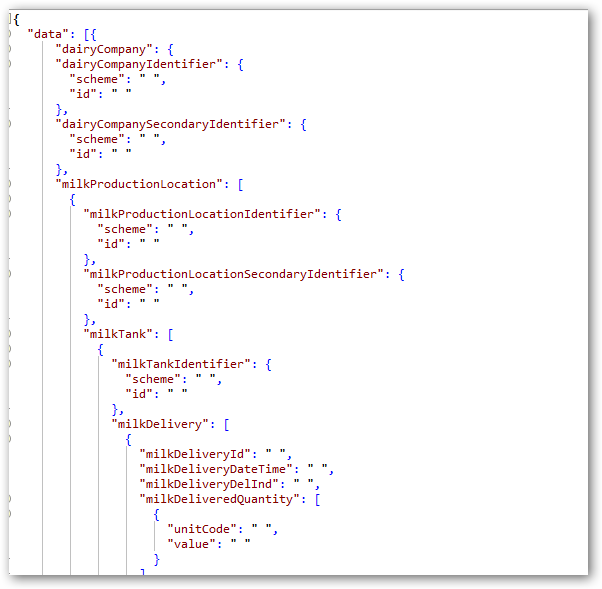 {
"data": [{
"dairyCompany": {
"dairyCompanyIdentifier": {
"scheme": " ",
"id": " "
},
"dairyCompanySecondaryIdentifier": {
"scheme": " ",
"id": " "
},
"milkProductionLocation": [
{
"milkProductionLocationIdentifier": {
"scheme": " ",
"id": " "
},
"milkProductionLocationSecondaryIdentifier": {
"scheme": " ",
"id": " "
},
"milkTank": [
{
"milkTankIdentifier": {
"scheme": " ",
"id": " "
},
"milkDelivery": [
{
"milkDeliveryId": " ",
"milkDeliveryDateTime": " ",
"milkDeliveryDelInd": " ",
"milkDeliveredQuantity": [
{
"unitCode": " ",
"value": " "
}
]